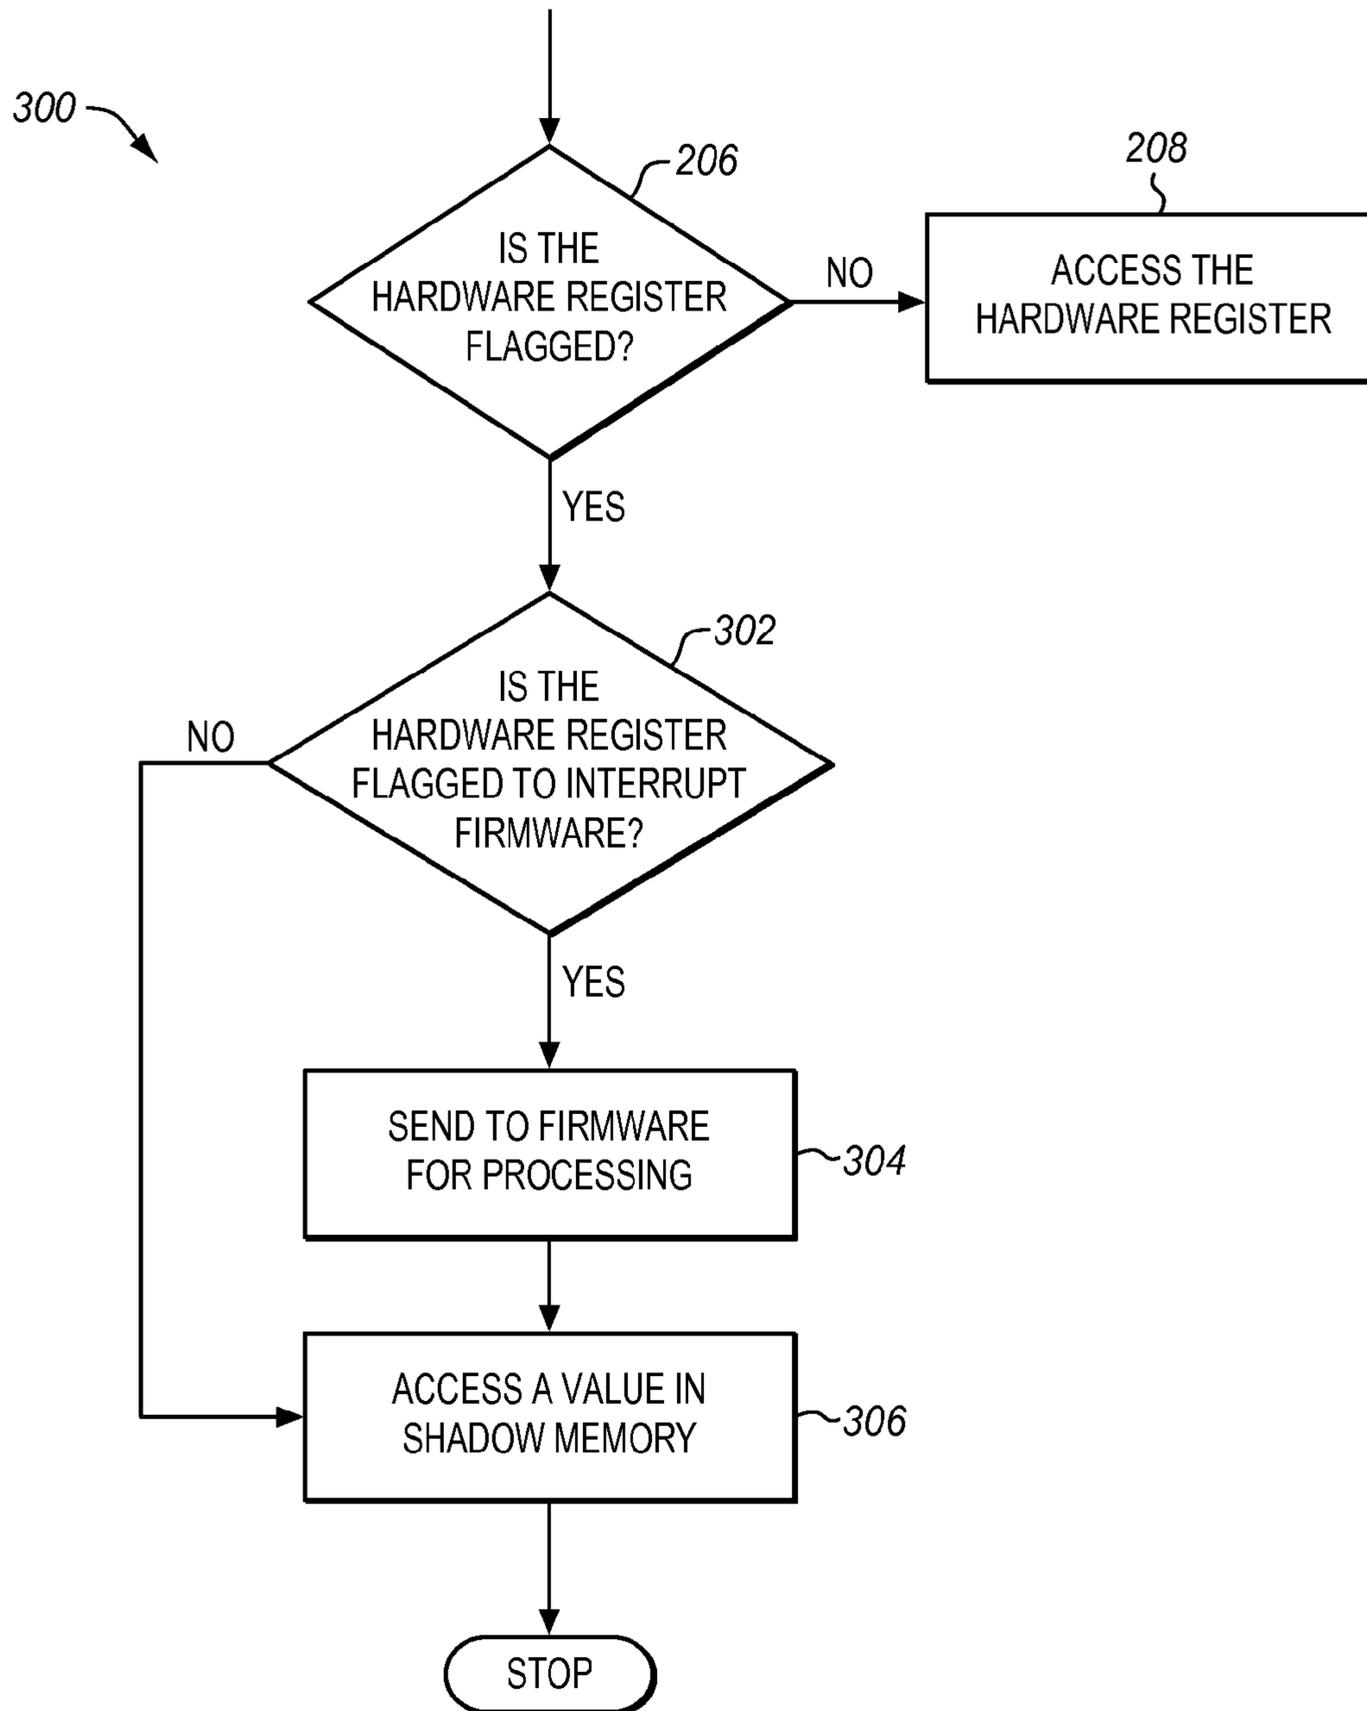 300
206
208
IS THE
HARDWARE REGISTER
FLAGGED?
NO
ACCESS THE
HARDWARE REGISTER
YES
302
IS THE
HARDWARE REGISTER
FLAGGED TO INTERRUPT
FIRMWARE?
NO
YES
SEND TO FIRMWARE
FOR PROCESSING
304
ACCESS A VALUE IN
SHADOW MEMORY
306
STOP